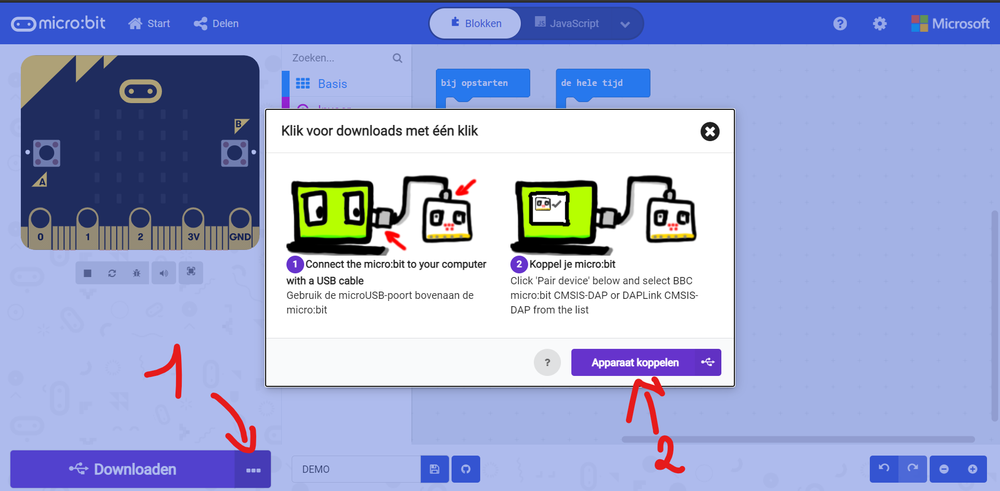 micro:bit
Start
Delen
Blokken
JS JavaScript
?
Microsoft
Zoeken...
Basis
bij opstarten
de hele tijd
B
A
0 1 2 3V GND
Klik voor downloads met één klik
1 Connect the micro:bit to your computer
with a USB cable
Gebruik de microUSB-poort bovenaan de
micro:bit
2 Koppel je micro:bit
Click 'Pair device' below and select BBC
micro:bit CMSIS-DAP or DAPLink CMSIS-
DAP from the list
?
Apparaat koppelen
1
2
Downloaden
DEMO